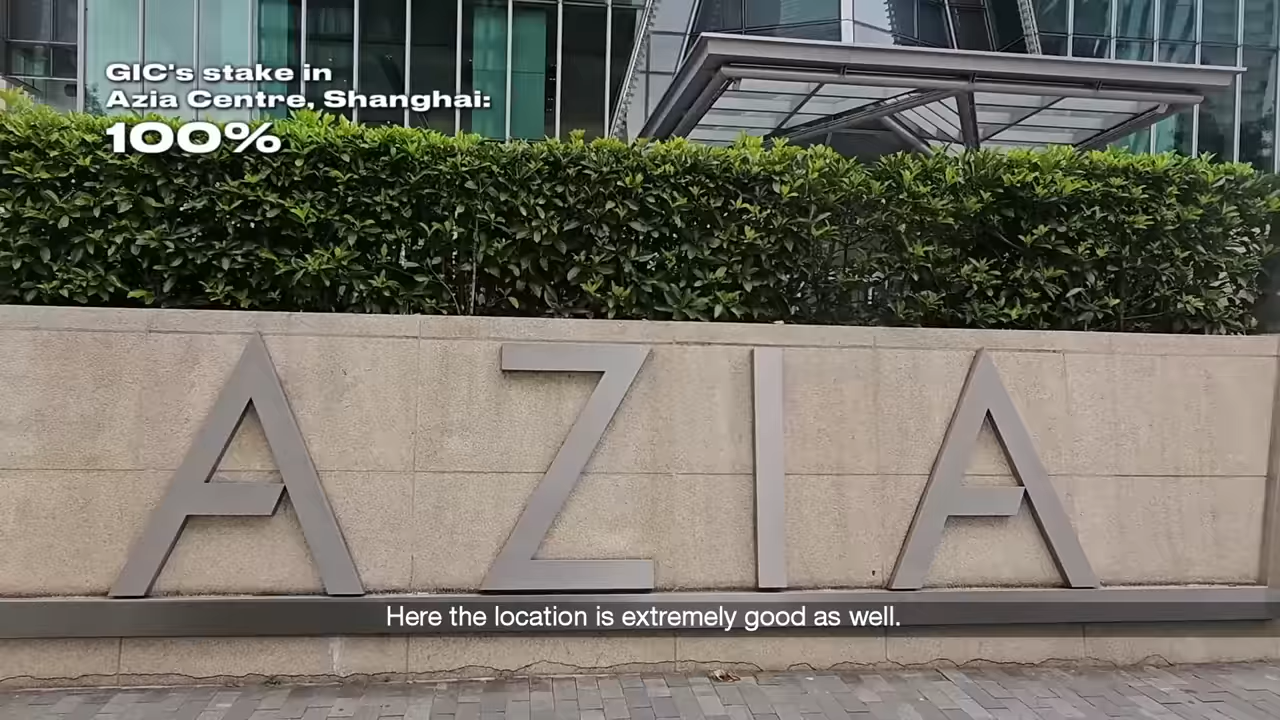 GIC's stake in
Azia Centre, Shanghai:
100%
AZIA
Here the location is extremely good as well.